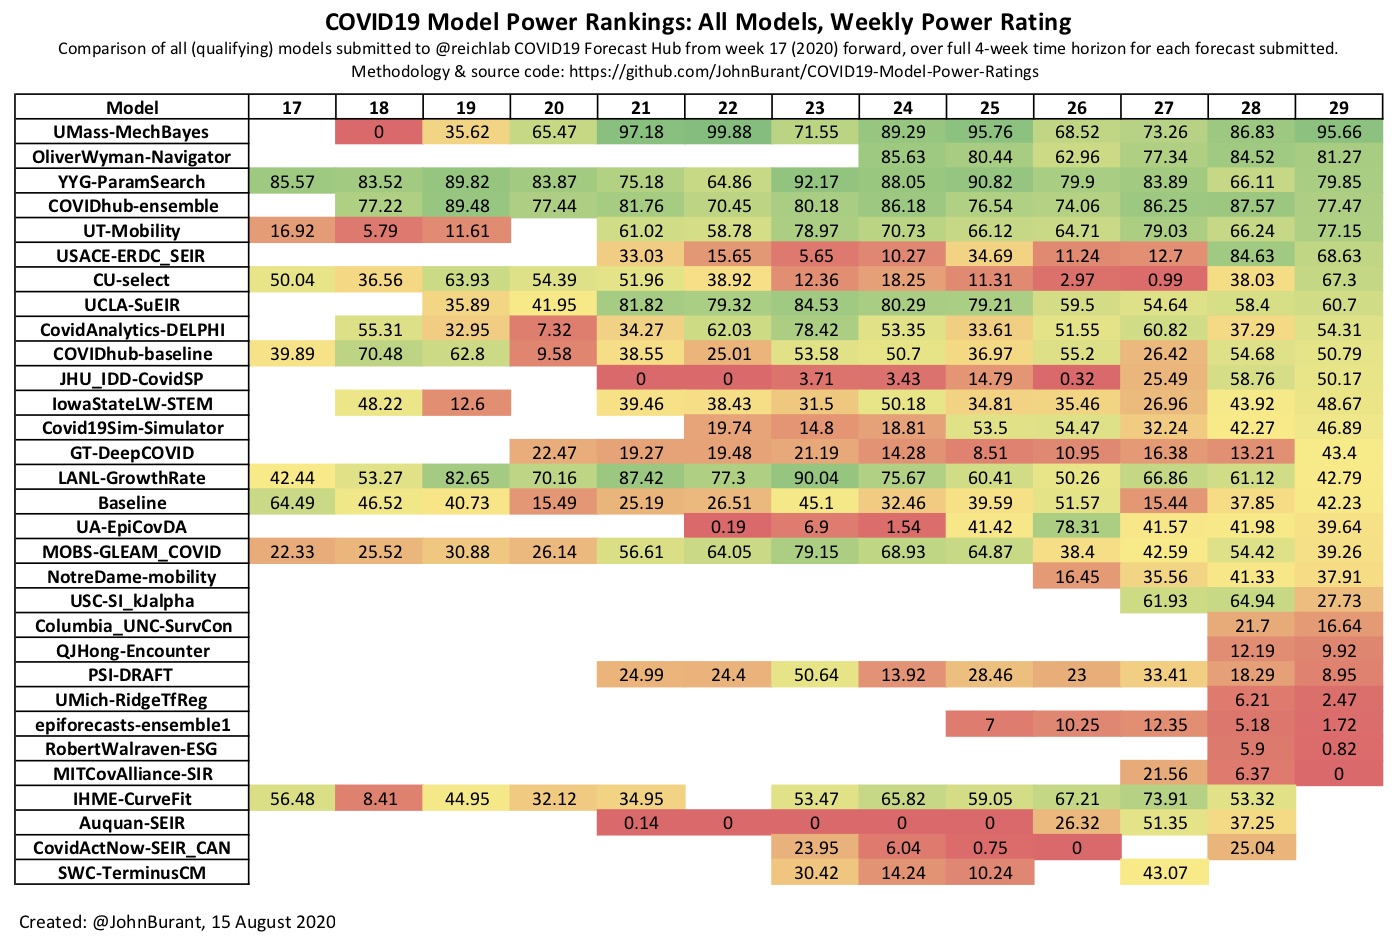 COVID19 Model Power Rankings: All Models, Weekly Power Rating
Comparison of all (qualifying) models submitted to @reichlab COVID19 Forecast Hub from week 17 (2020) forward, over full 4-week time horizon for each forecast submitted.
Methodology & source code: https://github.com/JohnBurant/COVID19-Model-Power-Ratings
Model 17 18 19 20 21 22 23 24 25 26 27 28 29
UMass-MechBayes 0 35.62 65.47 97.18 99.88 71.55 89.29 95.76 68.52 73.26 86.83 95.66
OliverWyman-Navigator 85.63 80.44 62.96 77.34 84.52 81.27
YYG-ParamSearch 85.57 83.52 89.82 83.87 75.18 64.86 92.17 88.05 90.82 79.9 83.89 66.11 79.85
COVIDhub-ensemble 77.22 89.48 77.44 81.76 70.45 80.18 86.18 76.54 74.06 86.25 87.57 77.47
UT-Mobility 16.92 5.79 11.61 61.02 58.78 78.97 70.73 66.12 64.71 79.03 66.24 77.15
USACE-ERDC_SEIR 33.03 15.65 5.65 10.27 34.69 11.24 12.7 84.63 68.63
CU-select 50.04 36.56 63.93 54.39 51.96 38.92 12.36 18.25 11.31 2.97 0.99 38.03 67.3
UCLA-SuEIR 35.89 41.95 81.82 79.32 84.53 80.29 79.21 59.5 54.64 58.4 60.7
CovidAnalytics-DELPHI 55.31 32.95 7.32 34.27 62.03 78.42 53.35 33.61 51.55 60.82 37.29 54.31
COVIDhub-baseline 39.89 70.48 62.8 9.58 38.55 25.01 53.58 50.7 36.97 55.2 26.42 54.68 50.79
JHU_IDD-CovidSP 0 0 3.71 3.43 14.79 0.32 25.49 58.76 50.17
IowaStateLW-STEM 48.22 12.6 39.46 38.43 31.5 50.18 34.81 35.46 26.96 43.92 48.67
Covid19Sim-Simulator 19.74 14.8 18.81 53.5 54.47 32.24 42.27 46.89
GT-DeepCOVID 22.47 19.27 19.48 21.19 14.28 8.51 10.95 16.38 13.21 43.4
LANL-GrowthRate 42.44 53.27 82.65 70.16 87.42 77.3 90.04 75.67 60.41 50.26 66.86 61.12 42.79
Baseline 64.49 46.52 40.73 15.49 25.19 26.51 45.1 32.46 39.59 51.57 15.44 37.85 42.23
UA-EpiCovDA 0.19 6.9 1.54 41.42 78.31 41.57 41.98 39.64
MOBS-GLEAM_COVID 22.33 25.52 30.88 26.14 56.61 64.05 79.15 68.93 64.87 38.4 42.59 54.42 39.26
NotreDame-mobility 16.45 35.56 41.33 37.91
USC-SI_kJalpha 61.93 64.94 27.73
Columbia_UNC-SurvCon 21.7 16.64
QJHong-Encounter 12.19 9.92
PSI-DRAFT 24.99 24.4 50.64 13.92 28.46 23 33.41 18.29 8.95
UMich-RidgeTfReg 6.21 2.47
epiforecasts-ensemble1 7 10.25 12.35 5.18 1.72
RobertWalraven-ESG 5.9 0.82
MITCovAlliance-SIR 21.56 6.37 0
IHME-CurveFit 56.48 8.41 44.95 32.12 34.95 53.47 65.82 59.05 67.21 73.91 53.32
Auquan-SEIR 0.14 0 0 0 0 26.32 51.35 37.25
CovidActNow-SEIR_CAN 23.95 6.04 0.75 0 25.04
SWC-TerminusCM 30.42 14.24 10.24 43.07
Created: @JohnBurant, 15 August 2020